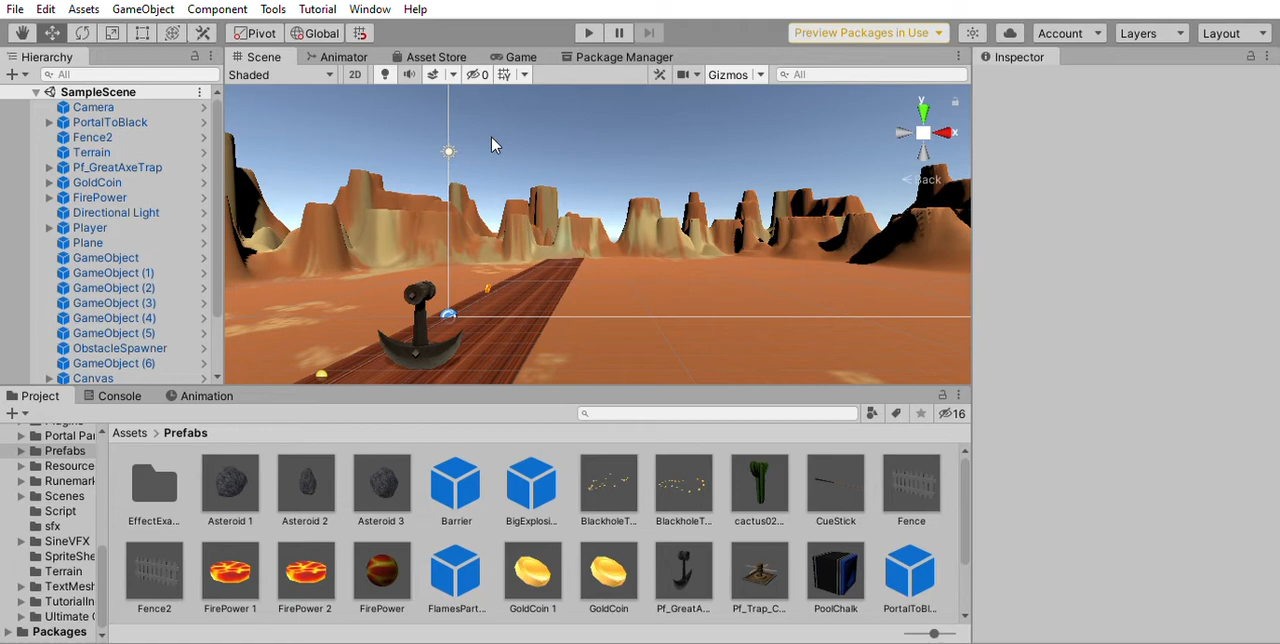 File Edit Assets GameObject Component Tools Tutorial Window Help
Pivot Global Preview Packages in Use Account Layers Layout
Hierarchy Scene Animator Asset Store Game Package Manager Inspector
All Shaded 2D 0 Gizmos All
SampleScene
Camera
PortalToBlack
Fence2
Terrain
Pf_GreatAxeTrap
GoldCoin
FirePower
Directional Light
Player
Plane
GameObject
GameObject (1)
GameObject (2)
GameObject (3)
GameObject (4)
GameObject (5)
ObstacleSpawner
GameObject (6)
Canvas
y
x
Back
Project Console Animation
16
Portal Pa
Prefabs
Resource
Runemark
Scenes
Script
sfx
SineVFX
SpriteShe
Terrain
TextMesh
TutorialIn
Ultimate
Packages
Assets > Prefabs
EffectExa... Asteroid 1 Asteroid 2 Asteroid 3 Barrier BigExplosi... BlackholeT... BlackholeT... cactus02... CueStick Fence
Fence2 FirePower 1 FirePower 2 FirePower FlamesPart... GoldCoin 1 GoldCoin Pf_GreatA... Pf_Trap_C... PoolChalk PortalToBl...